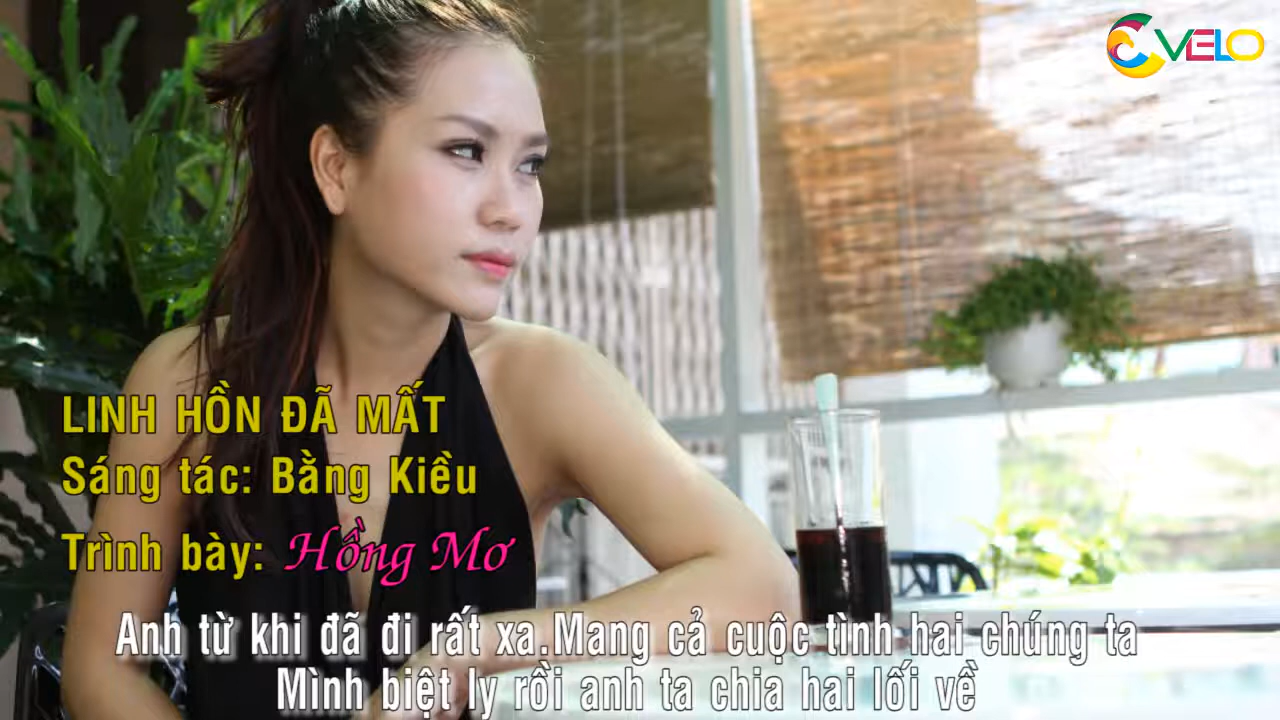 VELO
LINH HỒN ĐÃ MẤT
Sáng tác: Bằng Kiều
Trình bày: Hồng Mơ
Anh từ khi đã đi rất xa.Mang cả cuộc tình hai chúng ta
Mình biệt ly rồi anh ta chia hai lối về